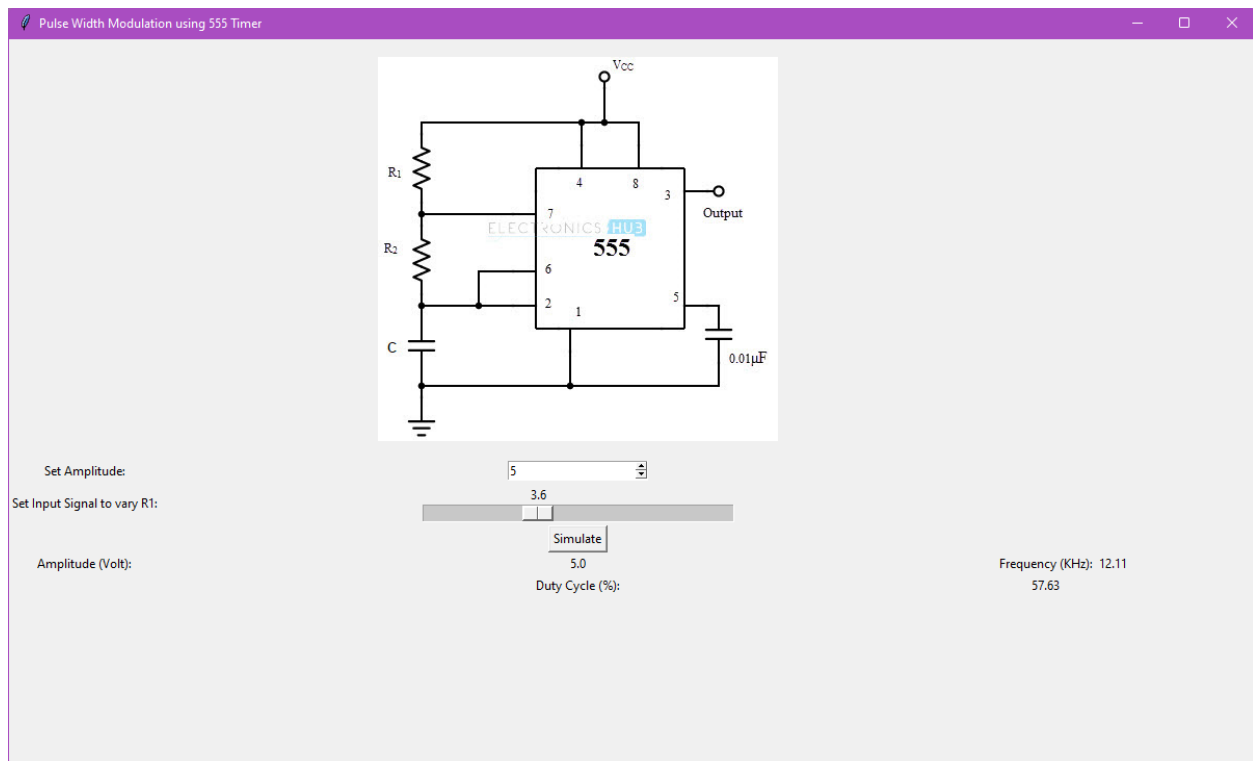 Pulse Width Modulation using 555 Timer
VCC
R1
4
8
3
7
Output
ELECTRONICS HUB
R2
555
6
2
1
5
C
0.01µF
Set Amplitude:
5
3.6
Set Input Signal to vary R1:
Simulate
Amplitude (Volt):
5.0
Frequency (KHz): 12.11
Duty Cycle (%):
57.63